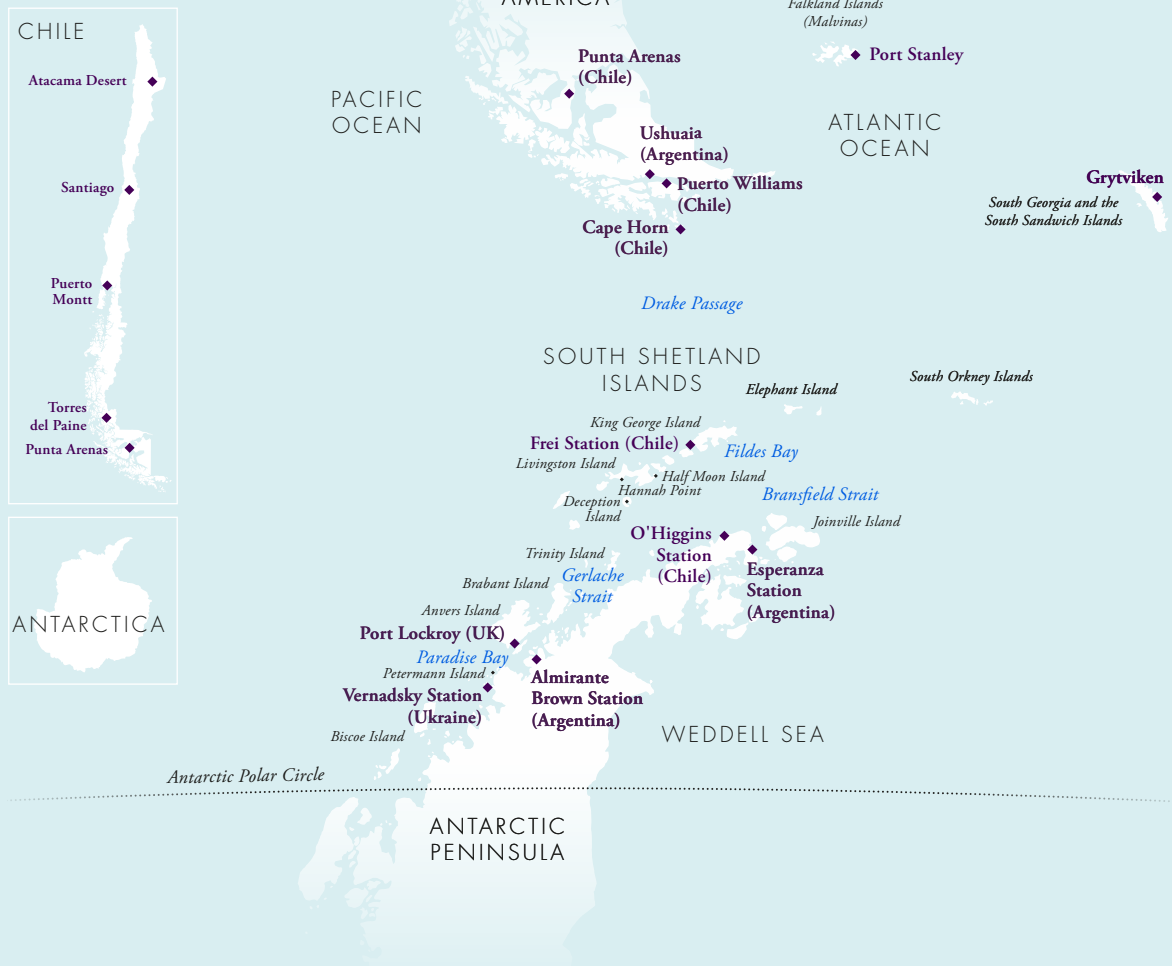 AMERICA
Falkland Islands
(Malvinas)
CHILE
Atacama Desert
Santiago
Puerto
Montt
Torres
del Paine
Punta Arenas
Punta Arenas
(Chile)
Port Stanley
PACIFIC
OCEAN
ATLANTIC
OCEAN
Ushuaia
(Argentina)
Puerto Williams
(Chile)
Grytviken
South Georgia and the
South Sandwich Islands
Cape Horn
(Chile)
Drake Passage
SOUTH SHETLAND
ISLANDS
Elephant Island
South Orkney Islands
King George Island
Frei Station (Chile)
Fildes Bay
Livingston Island
Half Moon Island
Hannah Point
Bransfield Strait
Deception
Island
Joinville Island
O'Higgins
Station
(Chile)
Trinity Island
Esperanza
Station
(Argentina)
Gerlache
Strait
Brabant Island
Anvers Island
ANTARCTICA
Port Lockroy (UK)
Paradise Bay
Petermann Island
Almirante
Brown Station
(Argentina)
Vernadsky Station
(Ukraine)
Biscoe Island
WEDDELL SEA
Antarctic Polar Circle
ANTARCTIC
PENINSULA